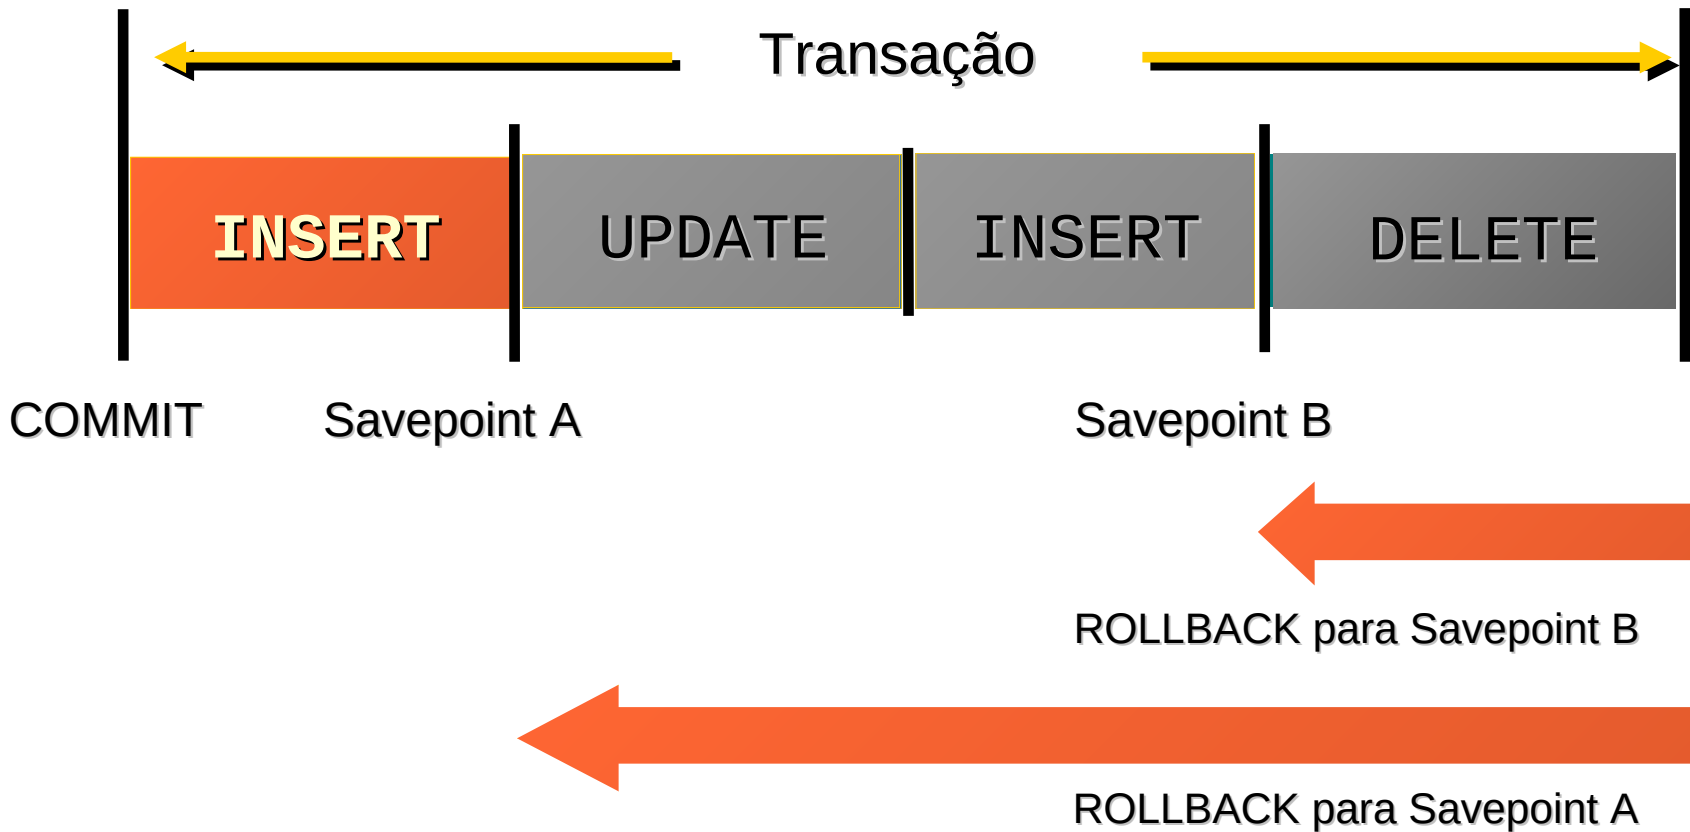 Transação
INSERT UPDATE INSERT DELETE
COMMIT Savepoint A Savepoint B
ROLLBACK para Savepoint B
ROLLBACK para Savepoint A